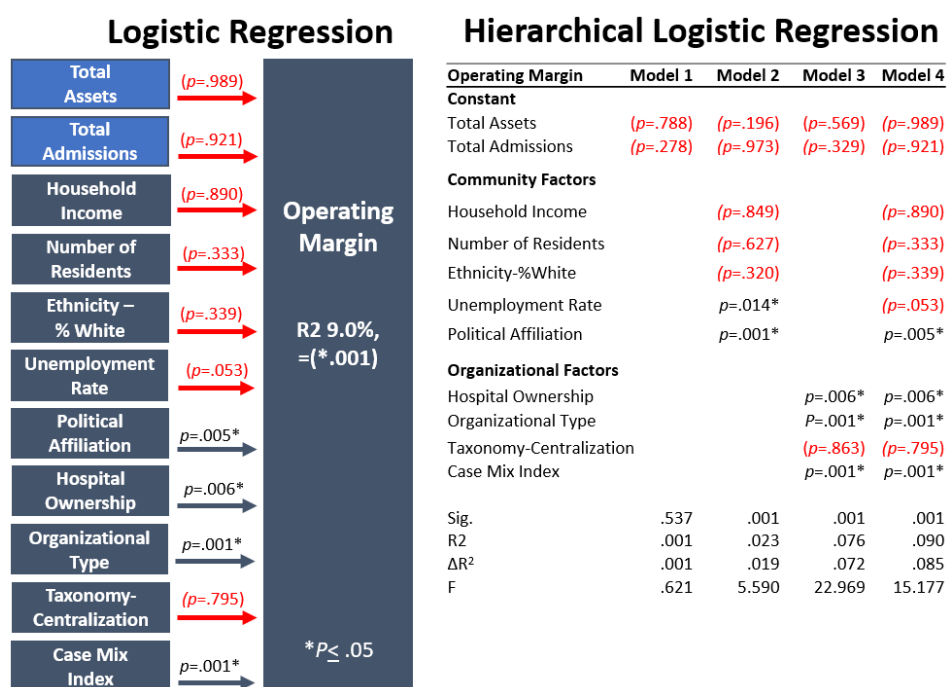 Logistic Regression
Total
Assets
(p=.989)
Total
Admissions
(p=.921)
Household
Income
(p=.890)
Number of
Residents
(p=.333)
Ethnicity –
% White
(p=.339)
Unemployment
Rate
(p=.053)
Political
Affiliation
p=.005*
Hospital
Ownership
p=.006*
Organizational
Type
p=.001*
Taxonomy-
Centralization
(p=.795)
Case Mix
Index
p=.001*
Operating
Margin
R2 9.0%,
=(*.001)
*P≤ .05
Hierarchical Logistic Regression
Operating Margin Model 1 Model 2 Model 3 Model 4
Constant
Total Assets (p=.788) (p=.196) (p=.569) (p=.989)
Total Admissions (p=.278) (p=.973) (p=.329) (p=.921)
Community Factors
Household Income (p=.849) (p=.890)
Number of Residents (p=.627) (p=.333)
Ethnicity-%White (p=.320) (p=.339)
Unemployment Rate p=.014* (p=.053)
Political Affiliation p=.001* p=.005*
Organizational Factors
Hospital Ownership p=.006* p=.006*
Organizational Type P=.001* p=.001*
Taxonomy-Centralization (p=.863) (p=.795)
Case Mix Index p=.001* p=.001*
Sig. .537 .001 .001 .001
R2 .001 .023 .076 .090
ΔR² .001 .019 .072 .085
F .621 5.590 22.969 15.177